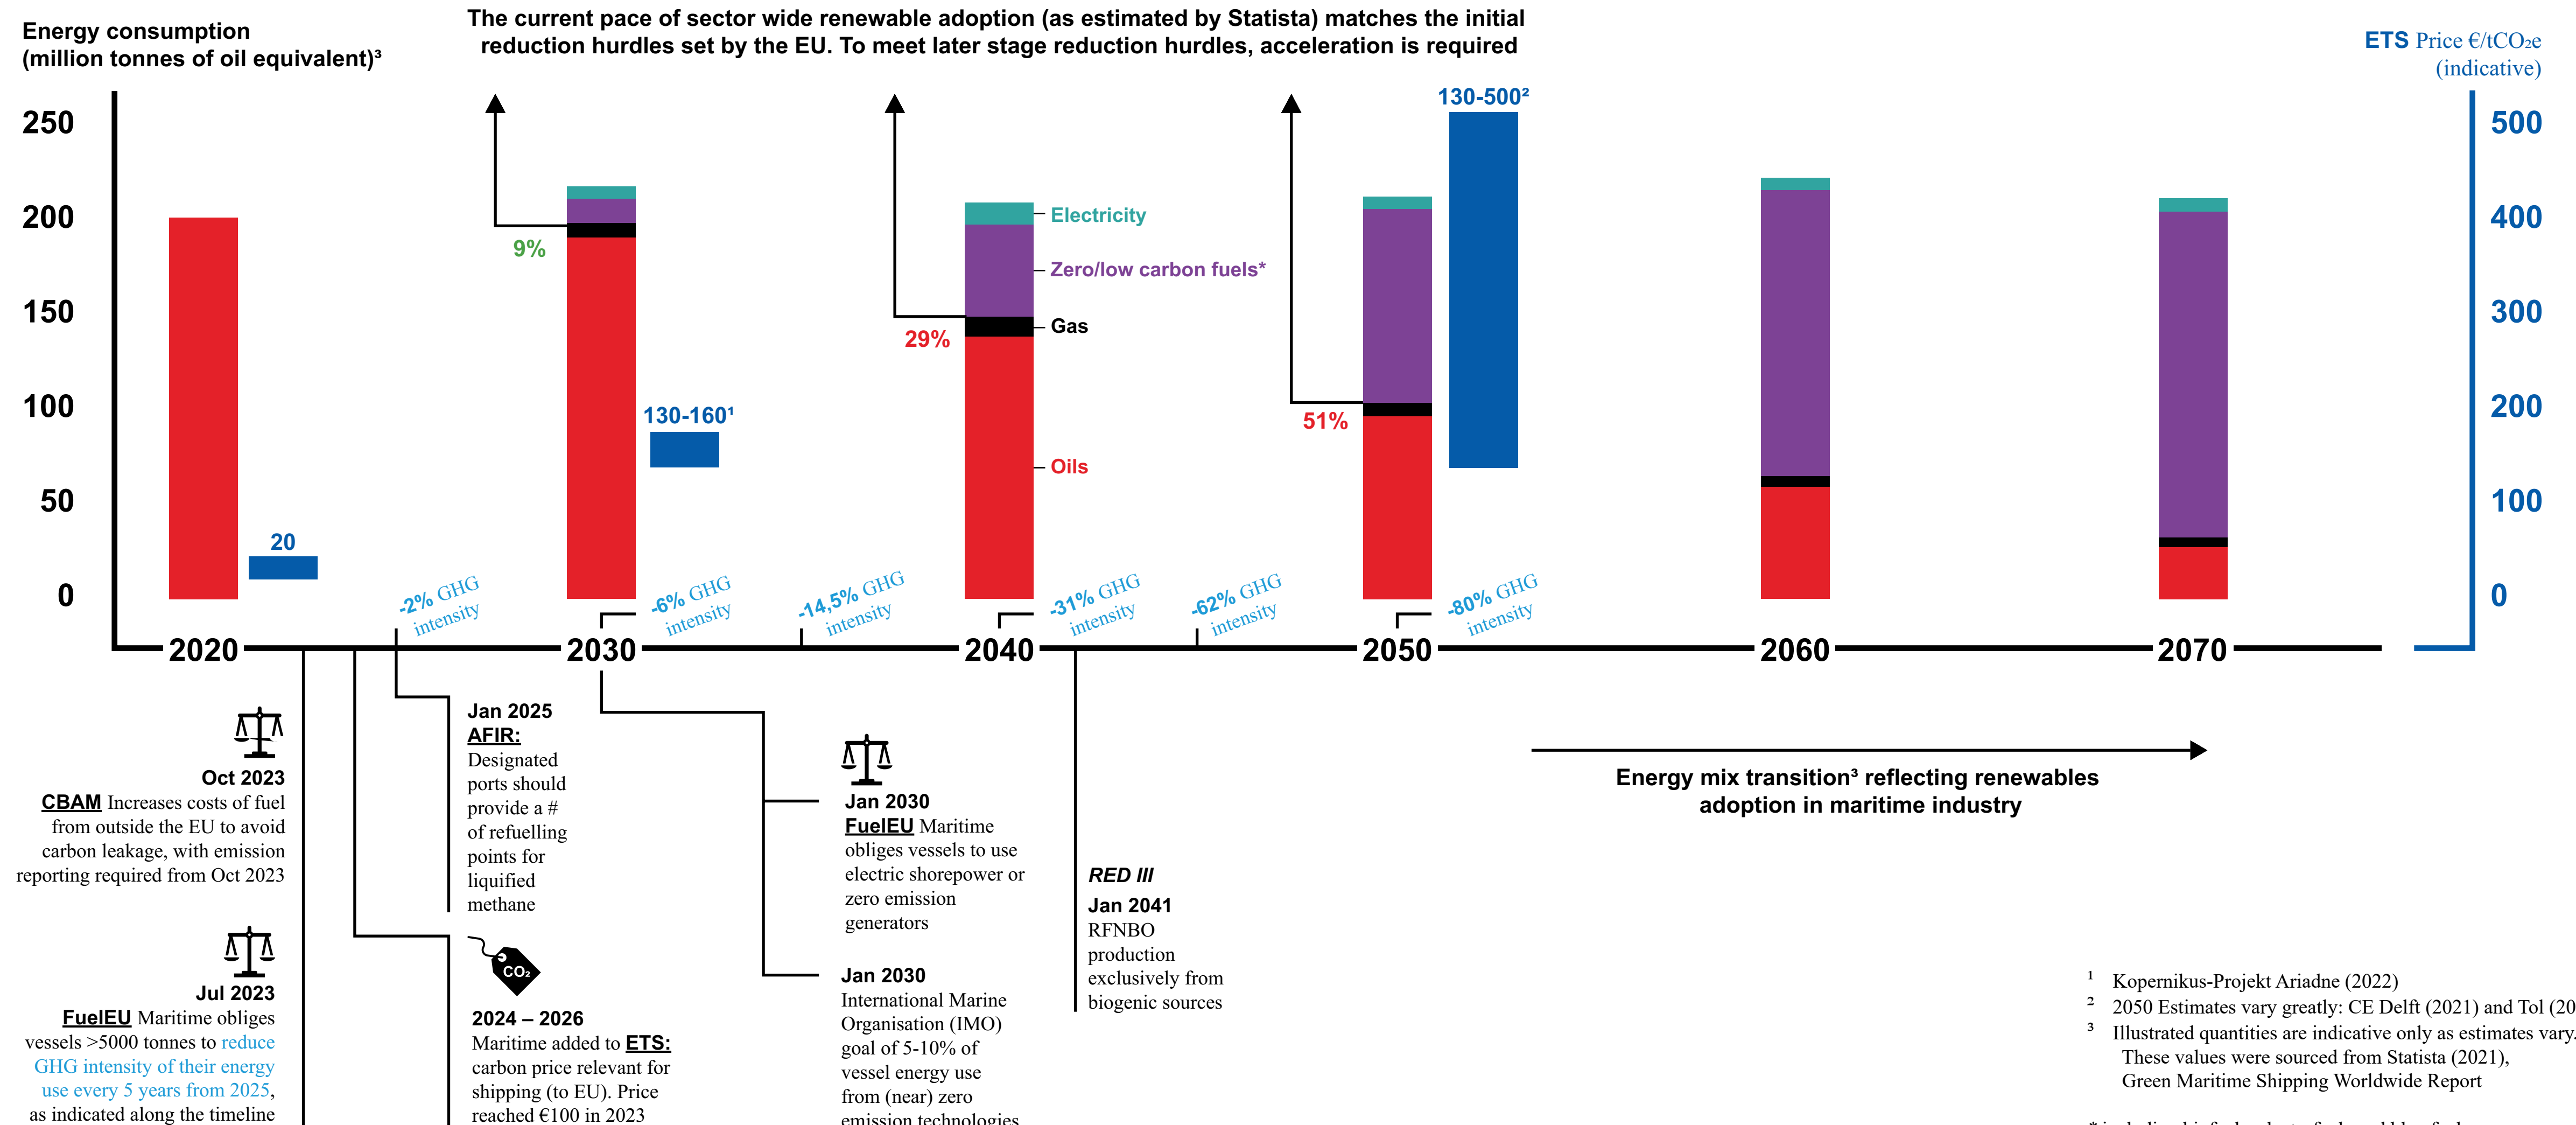 Energy consumption
(million tonnes of oil equivalent)³
The current pace of sector wide renewable adoption (as estimated by Statista) matches the initial
reduction hurdles set by the EU. To meet later stage reduction hurdles, acceleration is required
ETS Price €/tCO₂e
(indicative)
250
200
150
100
50
0
500
400
300
200
100
0
20
9%
130-160¹
29%
Electricity
Zero/low carbon fuels*
Gas
Oils
51%
130-500²
-2% GHG
intensity
-6% GHG
intensity
-14,5% GHG
intensity
-31% GHG
intensity
-62% GHG
intensity
-80% GHG
intensity
2020
2030
2040
2050
2060
2070
Oct 2023
CBAM Increases costs of fuel
from outside the EU to avoid
carbon leakage, with emission
reporting required from Oct 2023
Jul 2023
FuelEU Maritime obliges
vessels >5000 tonnes to reduce
GHG intensity of their energy
use every 5 years from 2025,
as indicated along the timeline
Jan 2025
AFIR:
Designated
ports should
provide a #
of refuelling
points for
liquified
methane
CO₂
2024 – 2026
Maritime added to ETS:
carbon price relevant for
shipping (to EU). Price
reached €100 in 2023
Jan 2030
FuelEU Maritime
obliges vessels to use
electric shorepower or
zero emission
generators
Jan 2030
International Marine
Organisation (IMO)
goal of 5-10% of
vessel energy use
from (near) zero
emission technologies
RED III
Jan 2041
RFNBO
production
exclusively from
biogenic sources
Energy mix transition³ reflecting renewables
adoption in maritime industry
¹ Kopernikus-Projekt Ariadne (2022)
² 2050 Estimates vary greatly: CE Delft (2021) and Tol (20
³ Illustrated quantities are indicative only as estimates vary.
These values were sourced from Statista (2021),
Green Maritime Shipping Worldwide Report